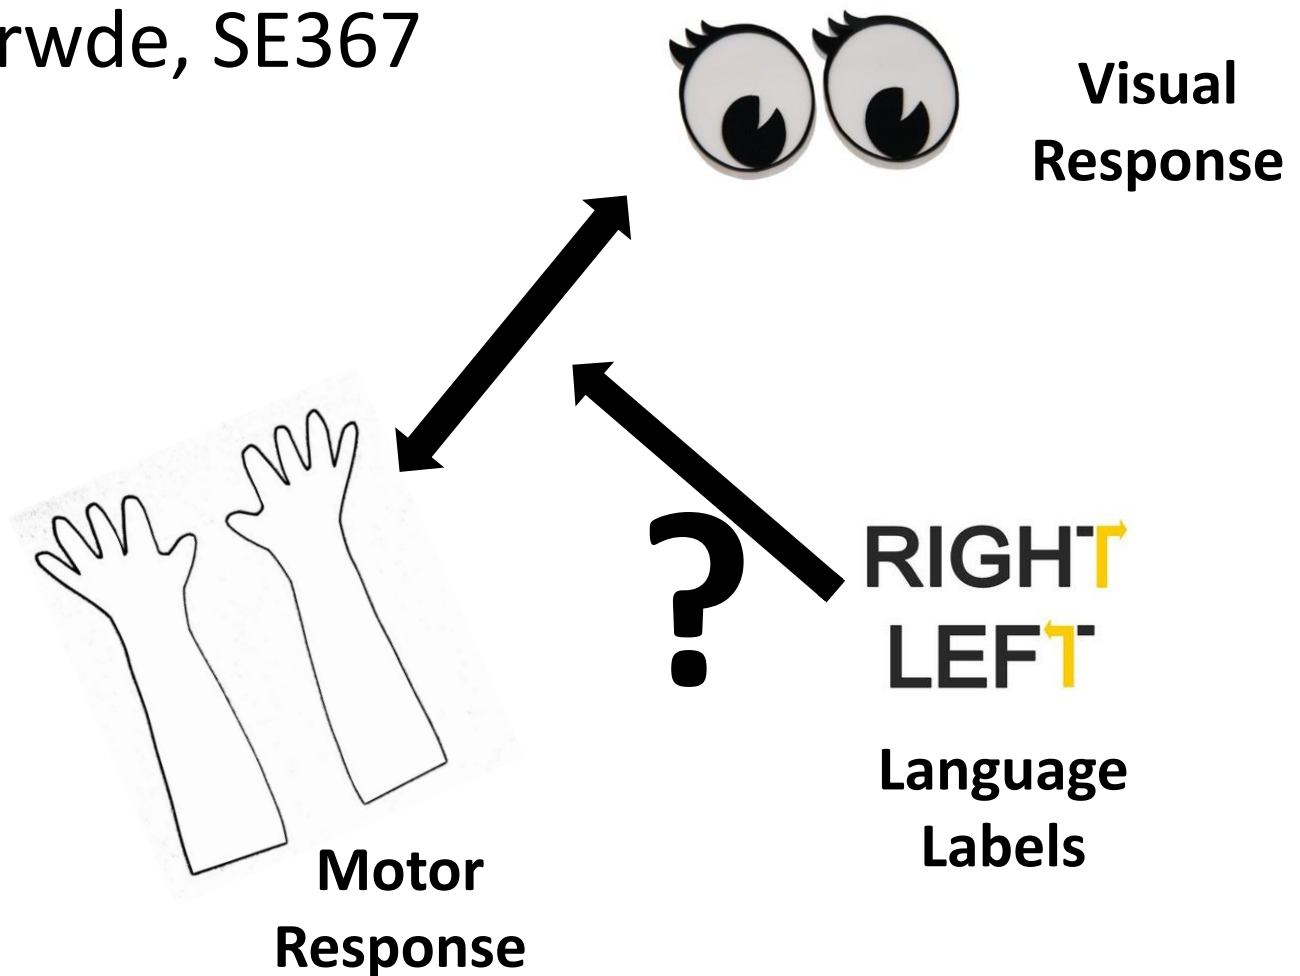 rwde, SE367
Visual
Response
?
RIGHT
LEFT
Language
Labels
Motor
Response